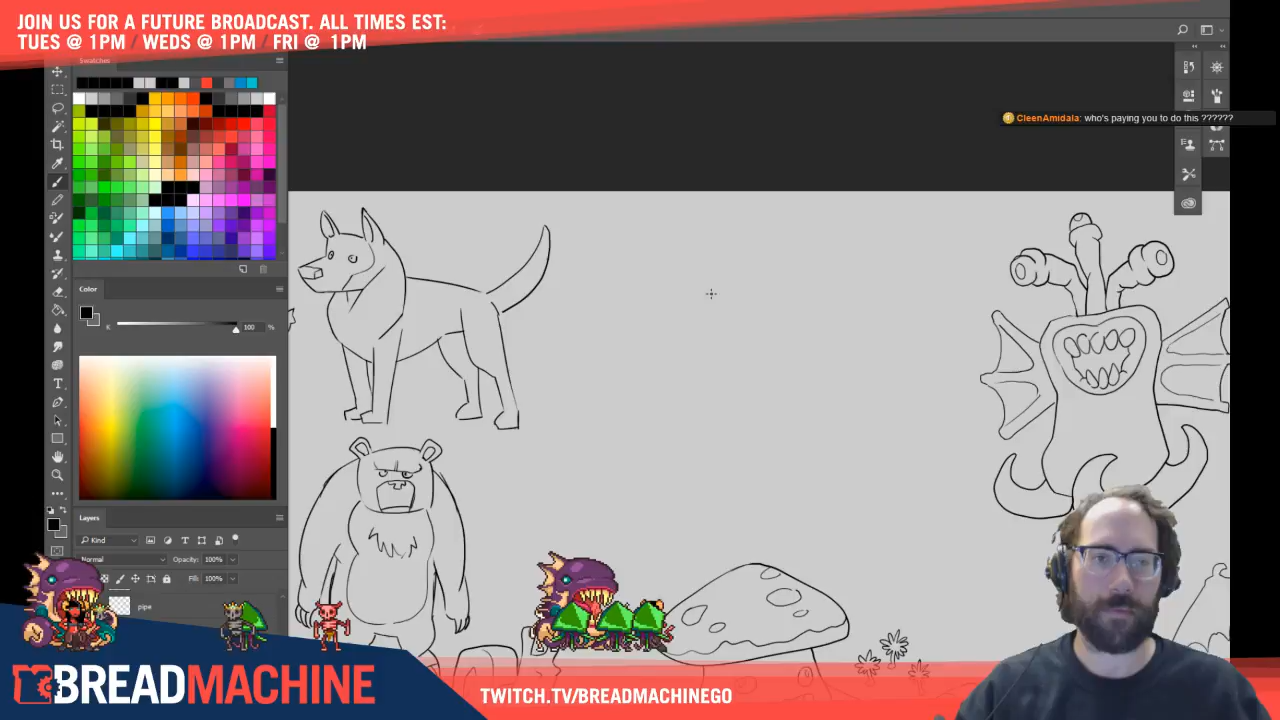 JOIN US FOR A FUTURE BROADCAST. ALL TIMES EST:
TUES @ 1PM / WEDS @ 1PM / FRI @ 1PM
Swatches
CleenAmidala: who's paying you to do this ??????
Color
K 100 %
Layers
Kind
Normal Opacity: 100%
Fill: 100%
pipe
BREADMACHINE
TWITCH.TV/BREADMACHINEGO